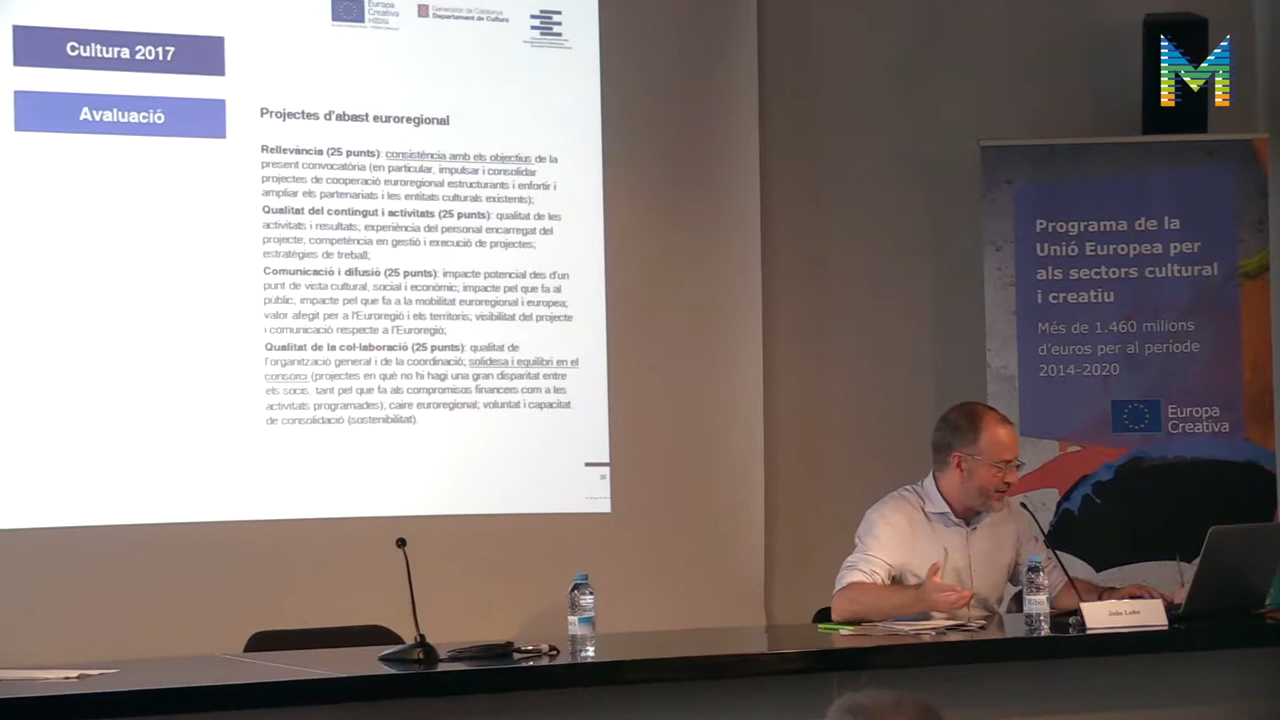 Europa
Creativa
MEDIA
Generalitat de Catalunya
Departament de Cultura
Cultura 2017
Avaluació
Projectes d'abast euroregional
Rellevància (25 punts): consistència amb els objectius de la
present convocatòria (en particular, impulsar i consolidar
projectes de cooperació euroregional estructurants i enfortir i
ampliar els partenariats i les entitats culturals existents);
Qualitat del contingut i activitats (25 punts): qualitat de les
activitats i resultats; experiència del personal encarregat del
projecte; competència en gestió i execució de projectes;
estratègies de treball;
Comunicació i difusió (25 punts): impacte potencial des d'un
punt de vista cultural, social i econòmic; impacte pel que fa al
públic, impacte pel que fa a la mobilitat euroregional i europea;
valor afegit per a l'Euroregió i els territoris; visibilitat del projecte
i comunicació respecte a l'Euroregió;
Qualitat de la col·laboració (25 punts): qualitat de
l'organització general i de la coordinació; solidesa i equilibri en el
consorci (projectes en què no hi hagi una gran disparitat entre
els socis, tant pel que fa als compromisos financers com a les
activitats programades); caire euroregional; voluntat i capacitat
de consolidació (sostenibilitat).
M
Programa de la
Unió Europea per
als sectors cultural
i creatiu
Més de 1.460 milions
d'euros per al període
2014-2020
Europa
Creativa
Ribes
Ribes
João Lobo